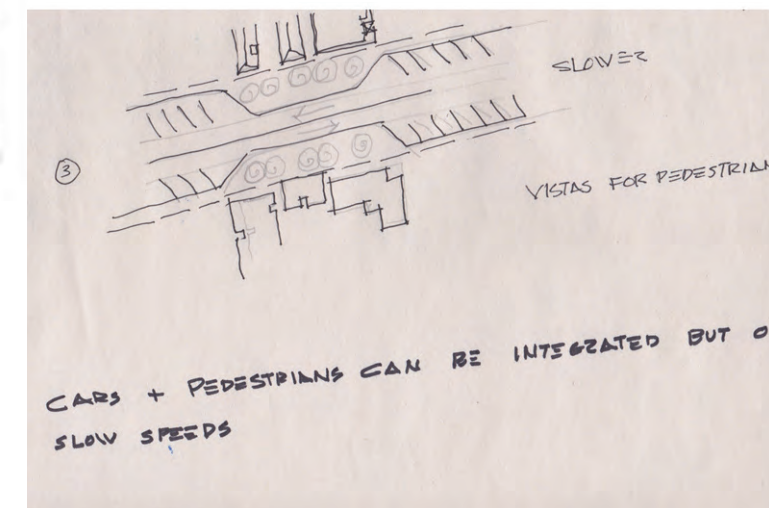 SLOWER
③
VISTAS FOR PEDESTRIAN
CARS + PEDESTRIANS CAN BE INTEGRATED BUT
SLOW SPEEDS